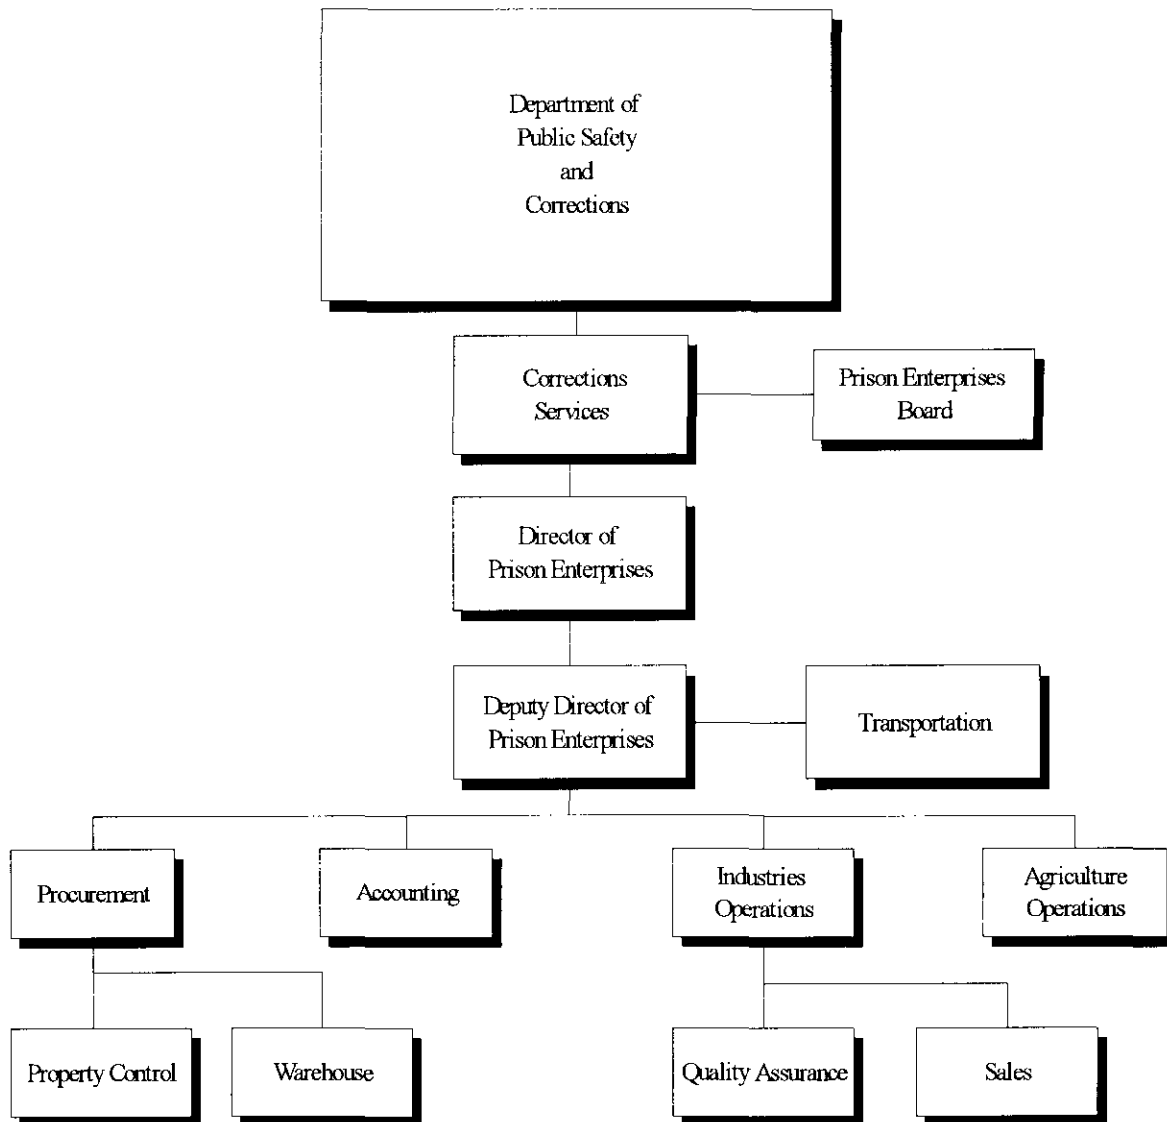 Department of
Public Safety
and
Corrections
Corrections
Services
Prison Enterprises
Board
Director of
Prison Enterprises
Deputy Director of
Prison Enterprises
Transportation
Procurement
Accounting
Industries
Operations
Agriculture
Operations
Property Control
Warehouse
Quality Assurance
Sales